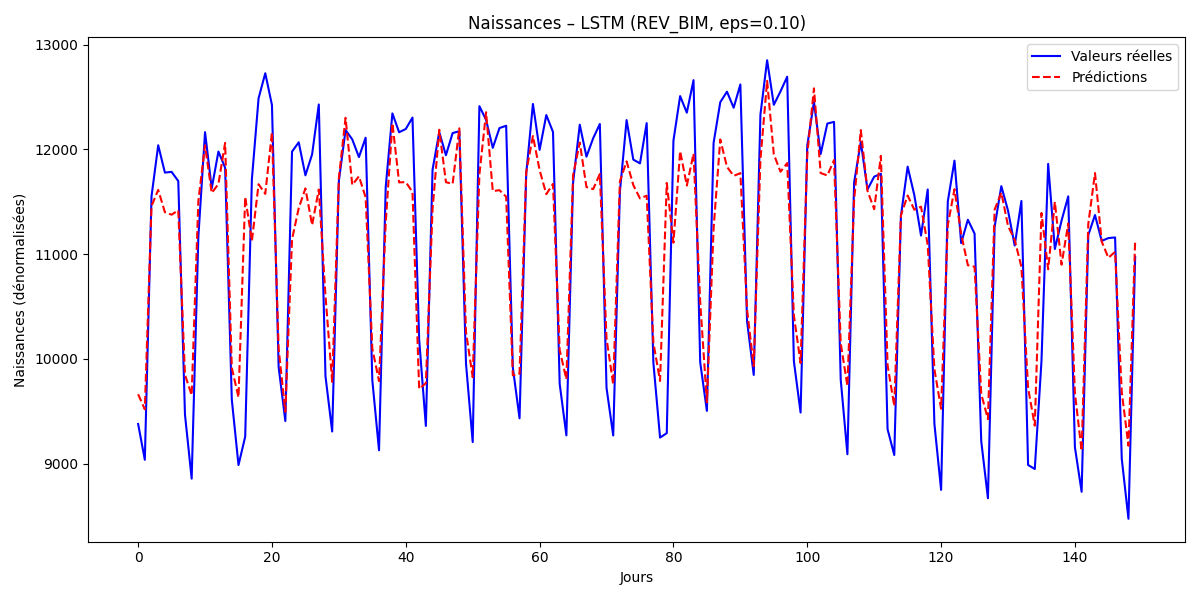 Naissances – LSTM (REV_BIM, eps=0.10)
Valeurs réelles
Prédictions
Naissances (dénormalisées)
13000
12000
11000
10000
9000
0 20 40 60 80 100 120 140
Jours